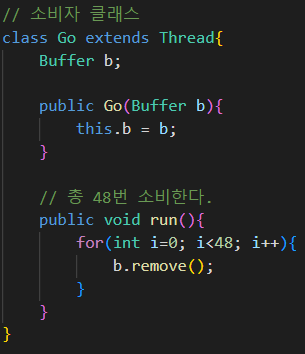 // 소비자 클래스
class Go extends Thread{
    Buffer b;

    public Go(Buffer b){
        this.b = b;
    }

    // 총 48번 소비한다.
    public void run(){
        for(int i=0; i<48; i++){
            b.remove();
        }
    }
}